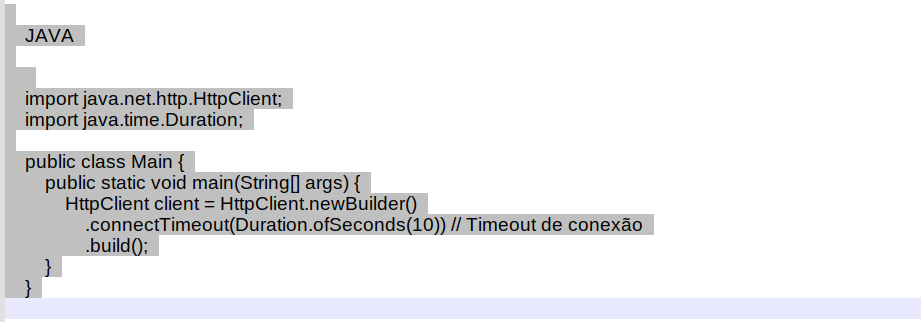 JAVA
import java.net.http.HttpClient;
import java.time.Duration;
public class Main {
public static void main(String[] args) {
HttpClient client = HttpClient.newBuilder()
.connectTimeout(Duration.ofSeconds(10)) // Timeout de conexão
.build();
}
}